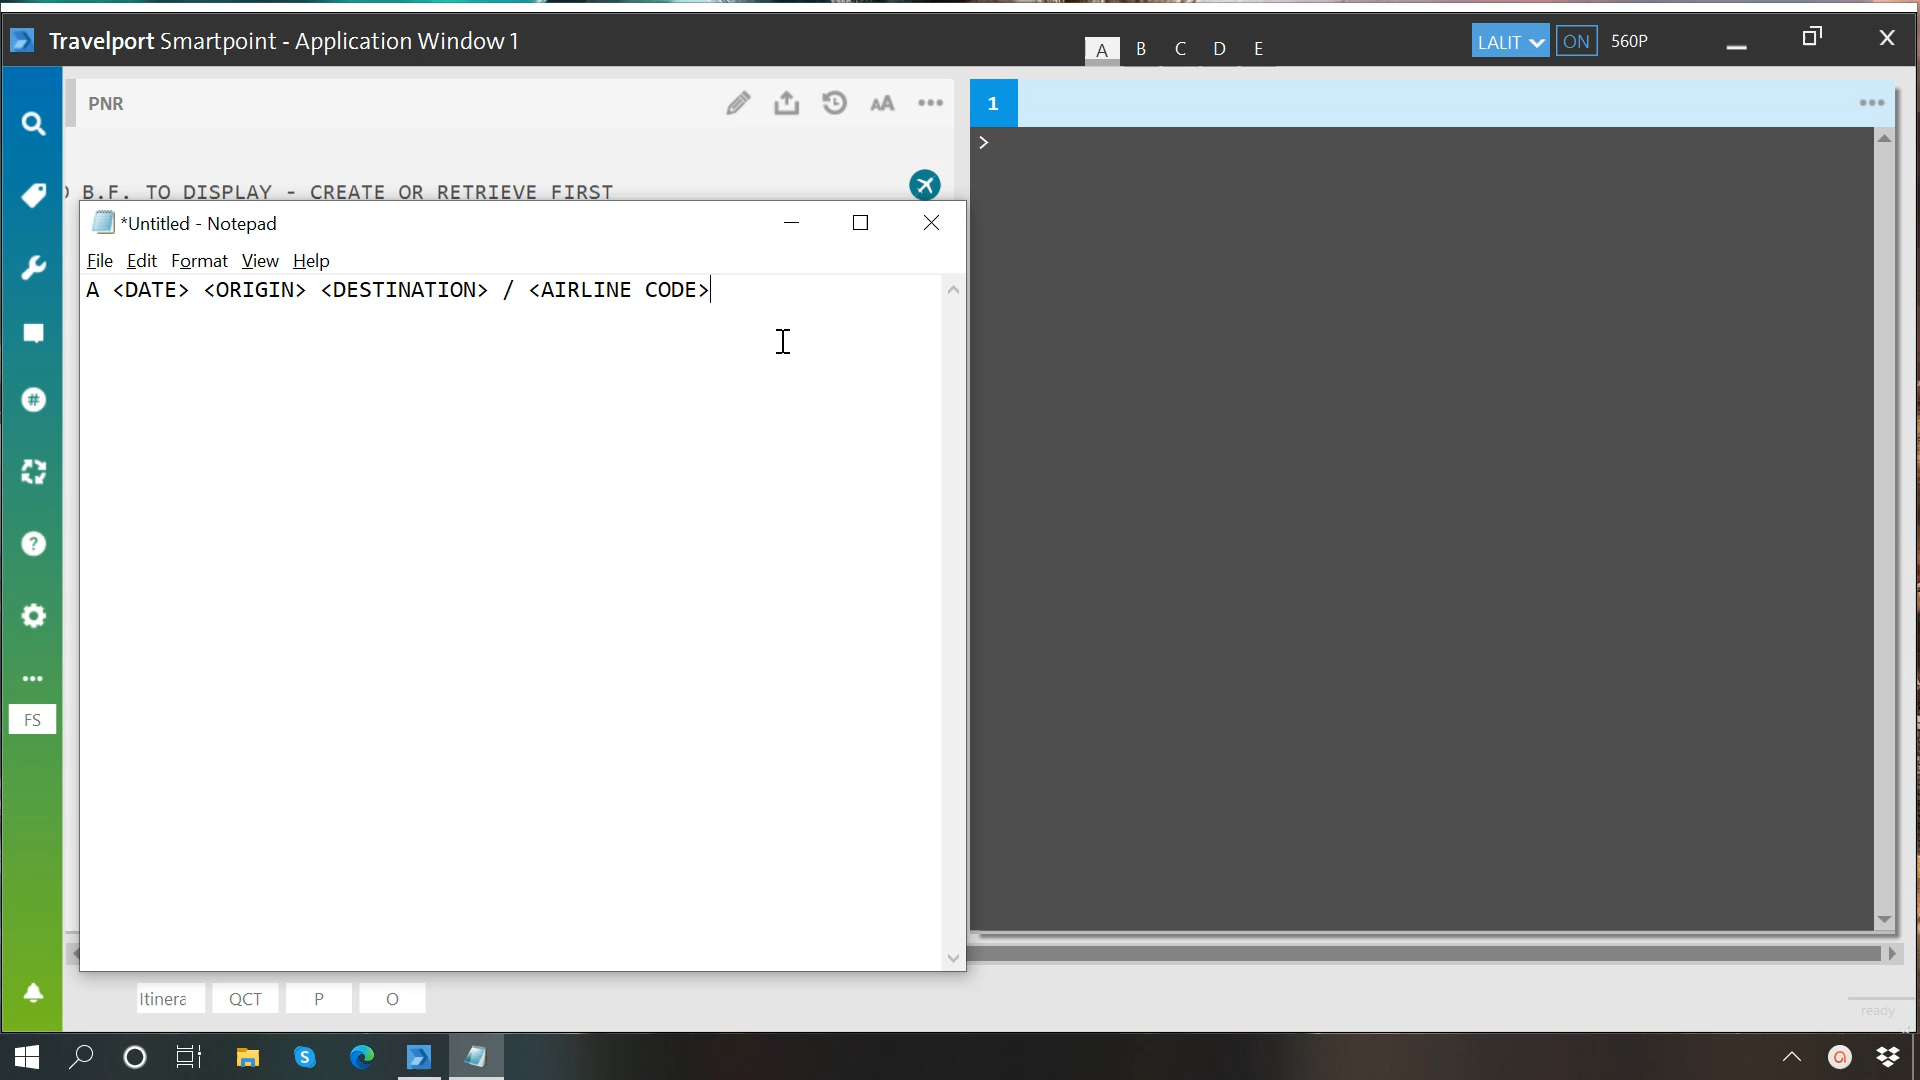 Travelport Smartpoint - Application Window 1
A B C D E
LALIT ON 560P
PNR
AA
1
>
B.F. TO DISPLAY - CREATE OR RETRIEVE FIRST
*Untitled - Notepad
File Edit Format View Help
A <DATE> <ORIGIN> <DESTINATION> / <AIRLINE CODE>
#
?
FS
Itinera QCT P O
ready